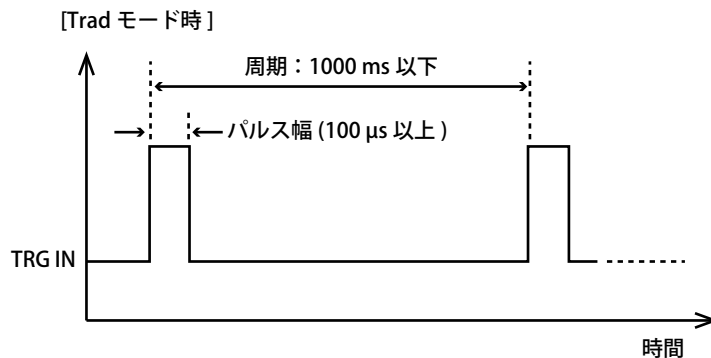 [Trad モード時 ]
周期：1000 ms 以下
パルス幅 (100 μs 以上 )
TRG IN
時間